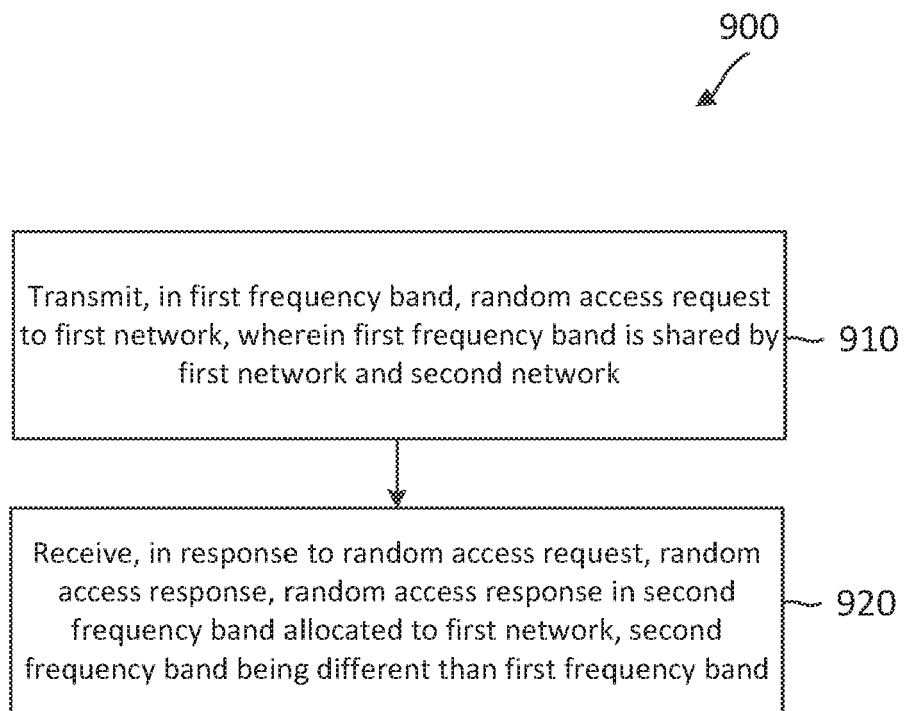 900
Transmit, in first frequency band, random access request
to first network, wherein first frequency band is shared by
first network and second network
910
Receive, in response to random access request, random
access response, random access response in second
frequency band allocated to first network, second
frequency band being different than first frequency band
920